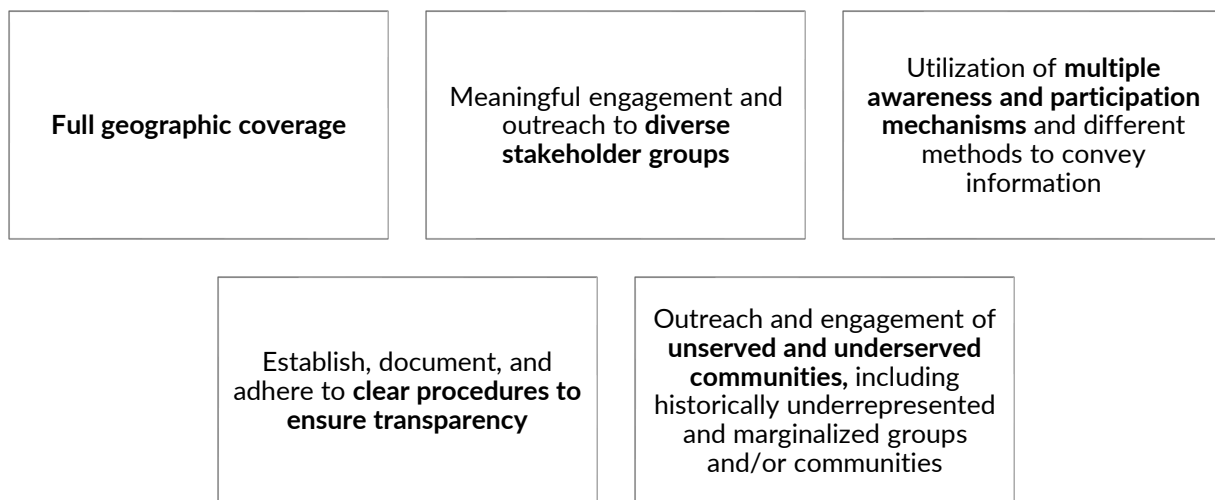 Full geographic coverage
Meaningful engagement and
outreach to diverse
stakeholder groups
Utilization of multiple
awareness and participation
mechanisms and different
methods to convey
information
Establish, document, and
adhere to clear procedures to
ensure transparency
Outreach and engagement of
unserved and underserved
communities, including
historically underrepresented
and marginalized groups
and/or communities